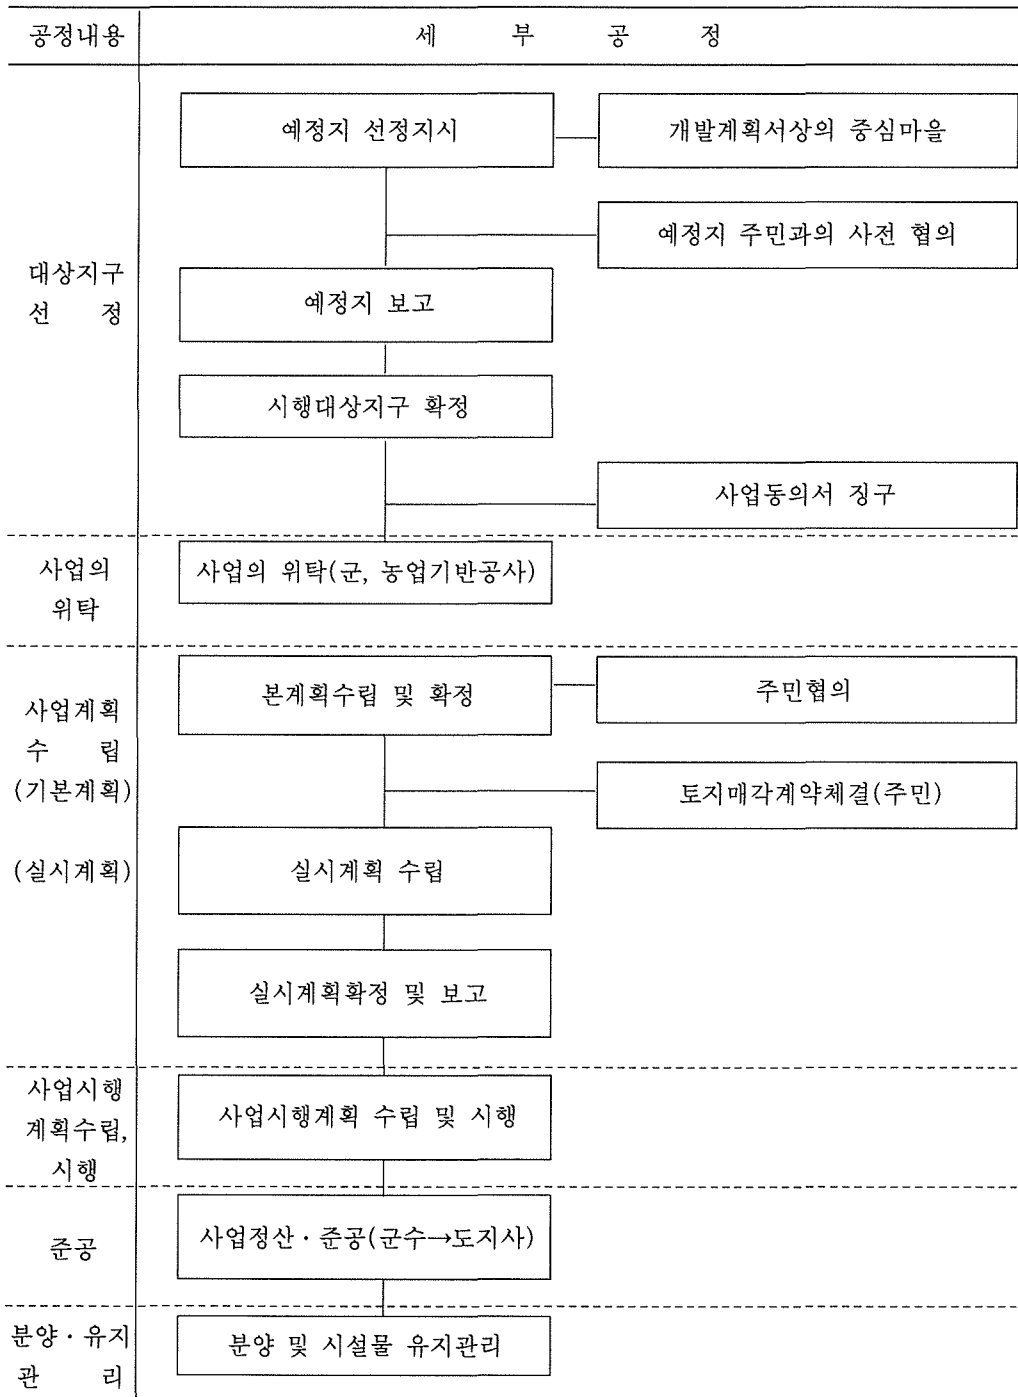 공정내용
세 부 공 정
예정지 선정지시
개발계획서상의 중심마을
예정지 주민과의 사전 협의
대상지구
선 정
예정지 보고
시행대상지구 확정
사업동의서 징구
사업의
위탁
사업의 위탁(군, 농업기반공사)
사업계획
수 립
(기본계획)
본계획수립 및 확정
주민협의
토지매각계약체결(주민)
(실시계획)
실시계획 수립
실시계획확정 및 보고
사업시행
계획수립,
시행
사업시행계획 수립 및 시행
준공
사업정산·준공(군수→도지사)
분양·유지
관 리
분양 및 시설물 유지관리